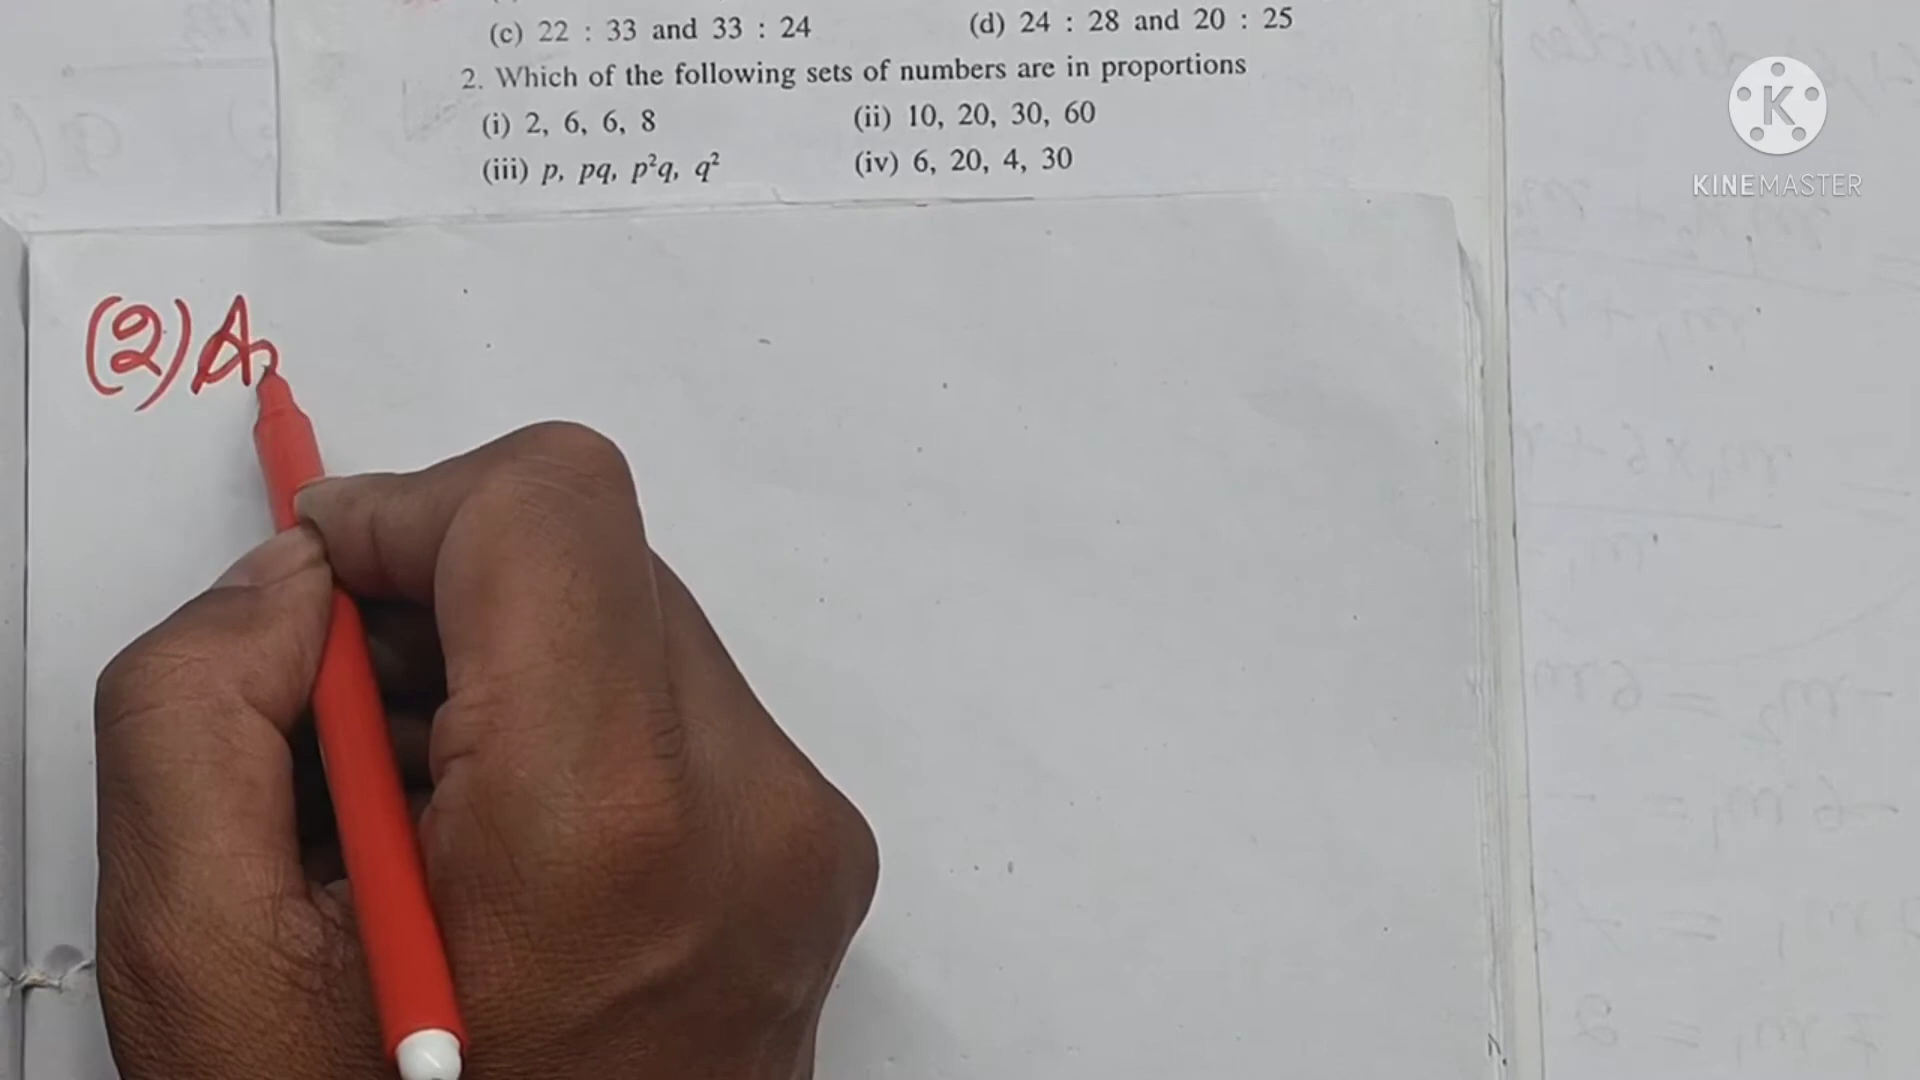 (c) 22 : 33 and 33 : 24 (d) 24 : 28 and 20 : 25
2. Which of the following sets of numbers are in proportions
(i) 2, 6, 6, 8 (ii) 10, 20, 30, 60
(iii) p, pq, p²q, q² (iv) 6, 20, 4, 30
K
KINEMASTER
(2) An